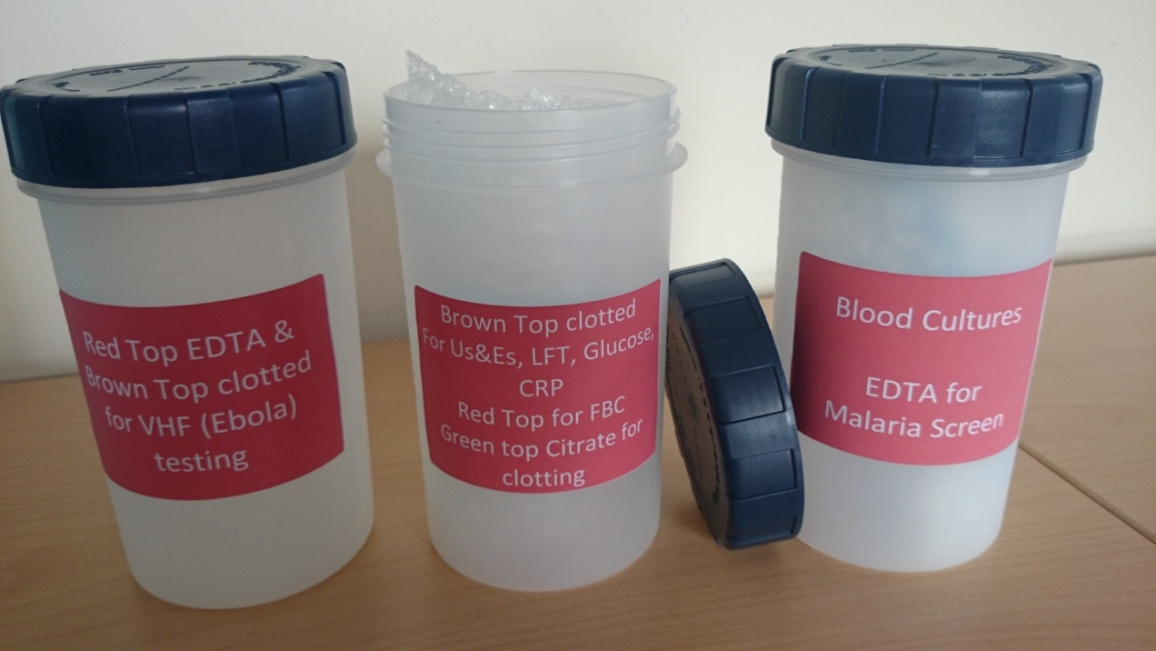 Red Top EDTA &
Brown Top clotted
for VHF (Ebola)
testing
Brown Top clotted
For Us&Es, LFT, Glucose,
CRP
Red Top for FBC
Green top Citrate for
clotting
Blood Cultures
EDTA for
Malaria Screen